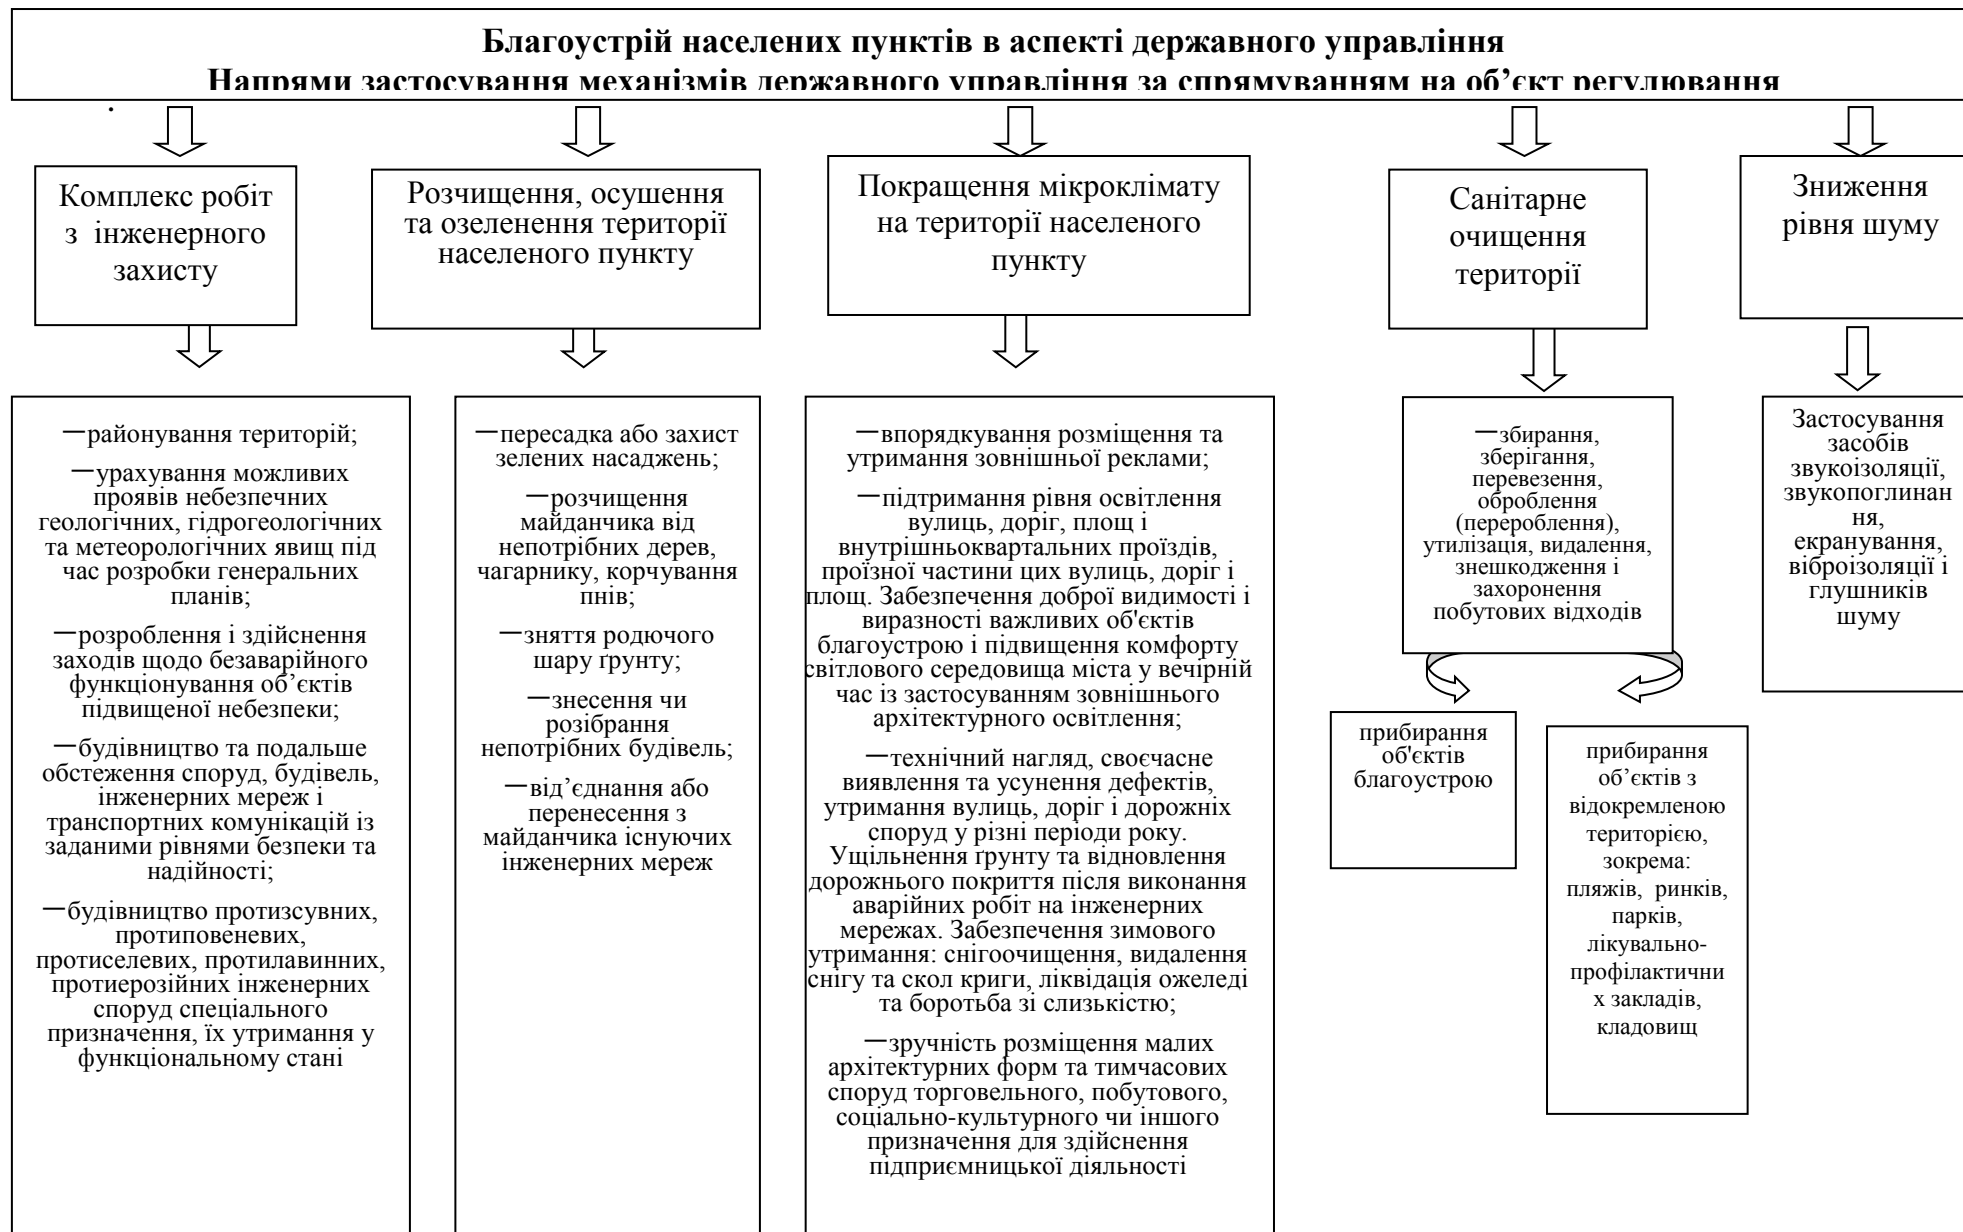 Благоустрій населених пунктів в аспекті державного управління
Напрями застосування механізмів державного управління за спрямуванням на об’єкт регулювання
.
Комплекс робіт
з інженерного
захисту
Розчищення, осушення
та озеленення території
населеного пункту
Покращення мікроклімату
на території населеного
пункту
Санітарне
очищення
території
Зниження
рівня шуму
—районування територій;
—урахування можливих
проявів небезпечних
геологічних, гідрогеологічних
та метеорологічних явищ під
час розробки генеральних
планів;
—розроблення і здійснення
заходів щодо безаварійного
функціонування об’єктів
підвищеної небезпеки;
—будівництво та подальше
обстеження споруд, будівель,
інженерних мереж і
транспортних комунікацій із
заданими рівнями безпеки та
надійності;
—будівництво протизсувних,
протиповеневих,
протиселевих, протилавинних,
протиерозійних інженерних
споруд спеціального
призначення, їх утримання у
функціональному стані
—пересадка або захист
зелених насаджень;
—розчищення
майданчика від
непотрібних дерев,
чагарнику, корчування
пнів;
—зняття родючого
шару ґрунту;
—знесення чи
розібрання
непотрібних будівель;
—від’єднання або
перенесення з
майданчика існуючих
інженерних мереж
—впорядкування розміщення та
утримання зовнішньої реклами;
—підтримання рівня освітлення
вулиць, доріг, площ і
внутрішньоквартальних проїздів,
проїзної частини цих вулиць, доріг і
площ. Забезпечення доброї видимості і
виразності важливих об'єктів
благоустрою і підвищення комфорту
світлового середовища міста у вечірній
час із застосуванням зовнішнього
архітектурного освітлення;
—технічний нагляд, своєчасне
виявлення та усунення дефектів,
утримання вулиць, доріг і дорожніх
споруд у різні періоди року.
Ущільнення ґрунту та відновлення
дорожнього покриття після виконання
аварійних робіт на інженерних
мережах. Забезпечення зимового
утримання: снігоочищення, видалення
снігу та скол криги, ліквідація ожеледі
та боротьба зі слизькістю;
—зручність розміщення малих
архітектурних форм та тимчасових
споруд торговельного, побутового,
соціально-культурного чи іншого
призначення для здійснення
підприємницької діяльності
—збирання,
зберігання,
перевезення,
оброблення
(перероблення),
утилізація, видалення,
знешкодження і
захоронення
побутових відходів
прибирання
об'єктів
благоустрою
прибирання
об’єктів з
відокремленою
територією,
зокрема:
пляжів, ринків,
парків,
лікувально-
профілактични
х закладів,
кладовищ
Застосування
засобів
звукоізоляції,
звукопоглинан
ня,
екранування,
віброізоляції і
глушників
шуму